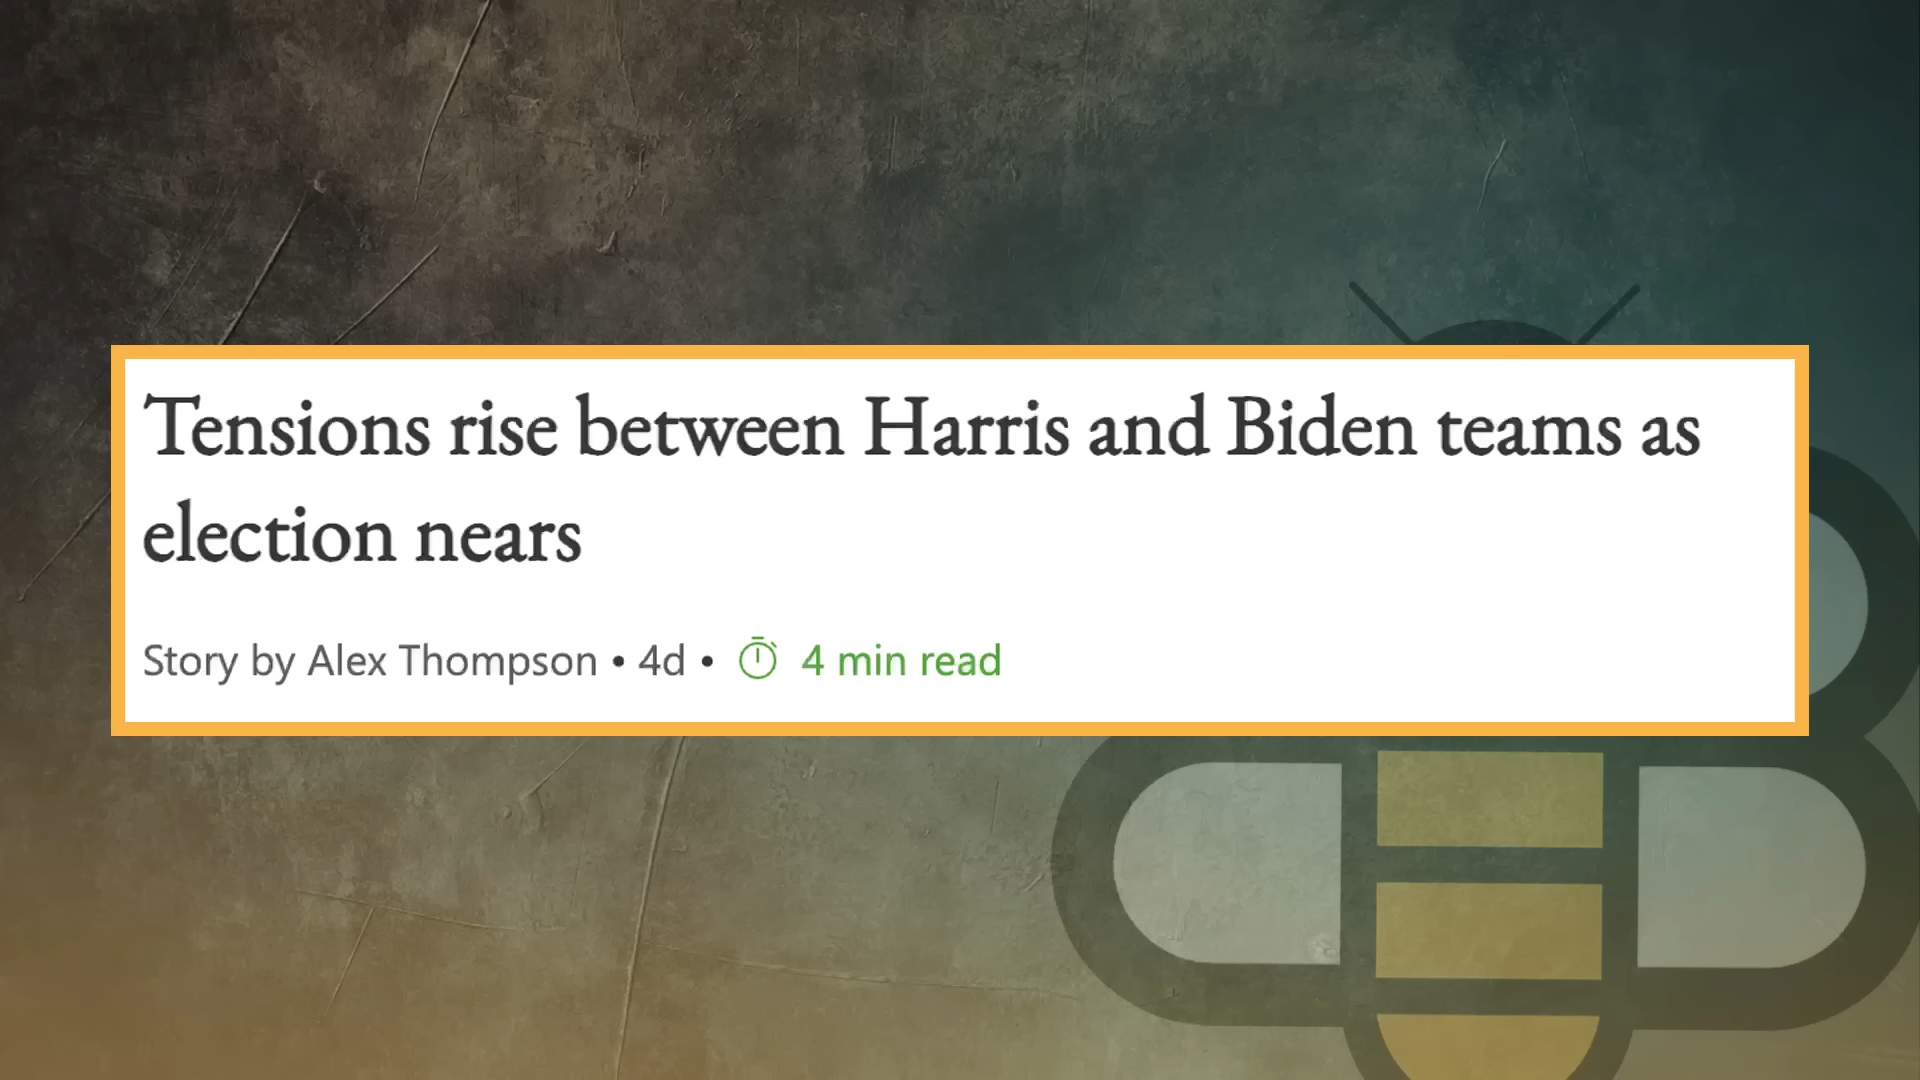 Tensions rise between Harris and Biden teams as
election nears
Story by Alex Thompson • 4d • 4 min read